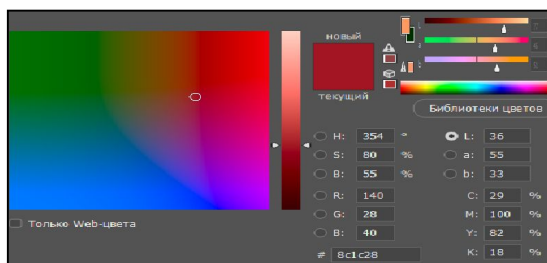 новый
текущий
Библиотеки цветов
H: 354 °
S: 80 %
B: 55 %
R: 140
G: 28
B: 40
# 8c1c28
L: 36
a: 55
b: 33
C: 29 %
M: 100 %
Y: 82 %
K: 18 %
Только Web-цвета